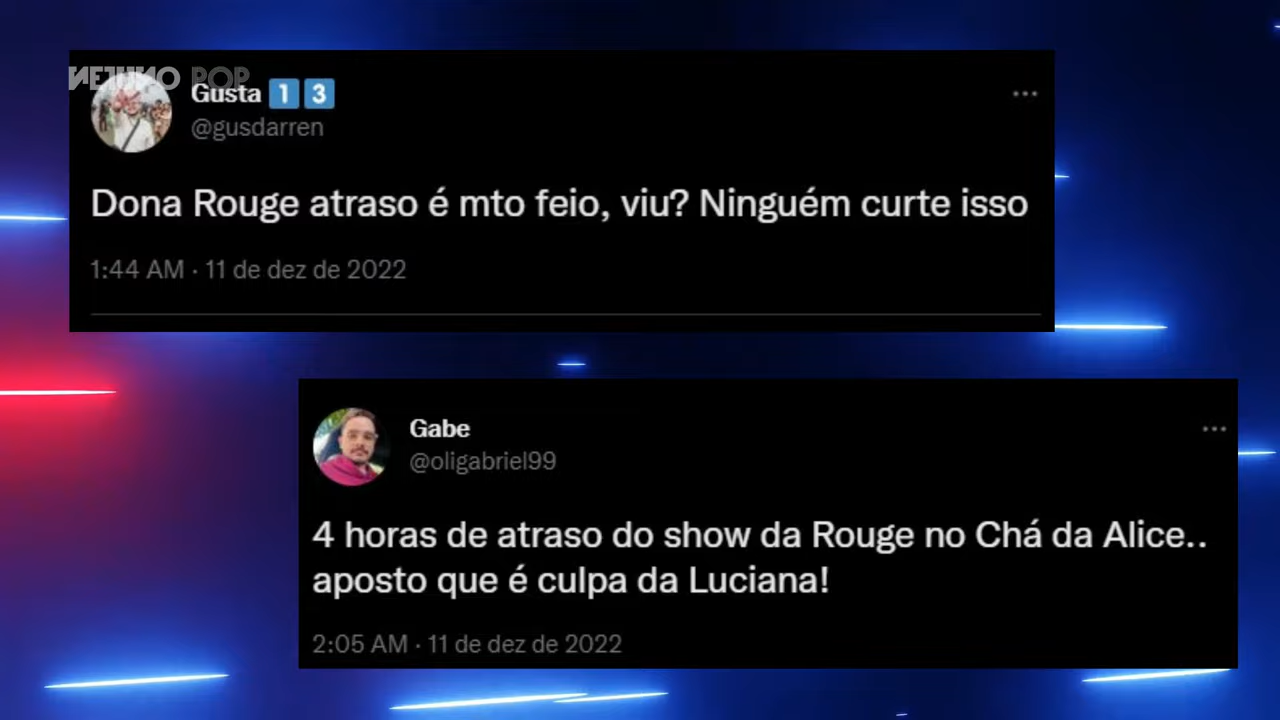 NETUNO POP
Gusta 1️⃣3️⃣
@gusdarren
Dona Rouge atraso é mto feio, viu? Ninguém curte isso
1:44 AM · 11 de dez de 2022
Gabe
@oligabriel99
4 horas de atraso do show da Rouge no Chá da Alice..
aposto que é culpa da Luciana!
2:05 AM · 11 de dez de 2022